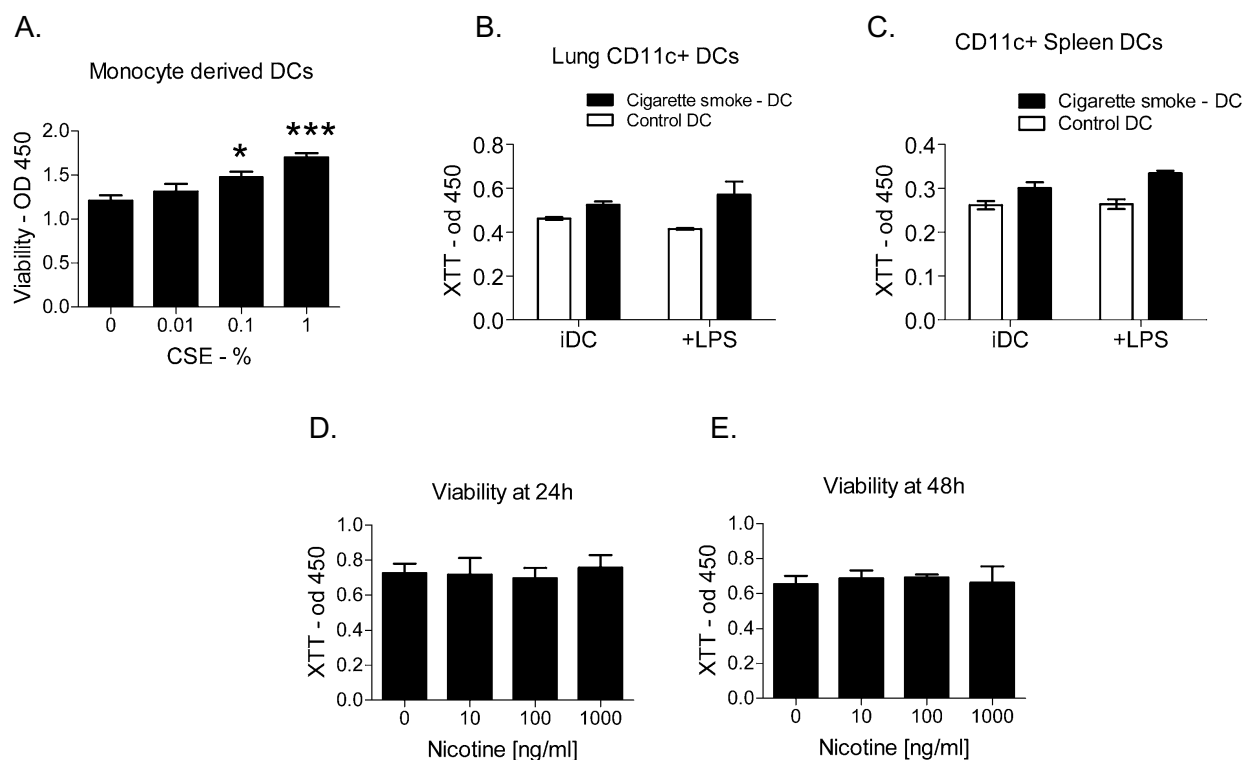 A.
Monocyte derived DCs
Viability - OD 450
2.0
1.5
1.0
0.5
0.0
*
***
0 0.01 0.1 1
CSE - %
B.
Lung CD11c+ DCs
Cigarette smoke - DC
Control DC
XTT - od 450
0.8
0.6
0.4
0.2
0.0
iDC +LPS
C.
CD11c+ Spleen DCs
Cigarette smoke - DC
Control DC
XTT - od 450
0.4
0.3
0.2
0.1
0.0
iDC +LPS
D.
Viability at 24h
XTT - od 450
1.0
0.8
0.6
0.4
0.2
0.0
0 10 100 1000
Nicotine [ng/ml]
E.
Viability at 48h
XTT - od 450
1.0
0.8
0.6
0.4
0.2
0.0
0 10 100 1000
Nicotine [ng/ml]